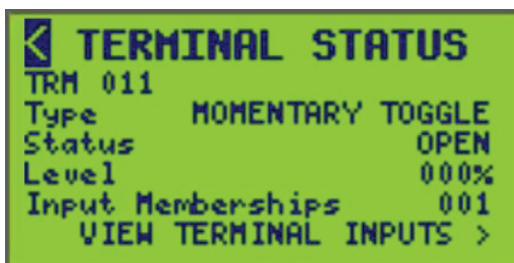 < TERMINAL STATUS
TRM 011
Type MOMENTARY TOGGLE
Status OPEN
Level 000%
Input Memberships 001
VIEW TERMINAL INPUTS >